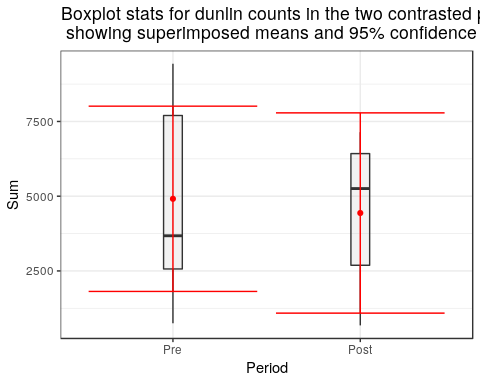 Boxplot stats for dunlin counts in the two contrasted
showing superimposed means and 95% confidence
7500
5000
2500
Sum
Pre
Post
Period